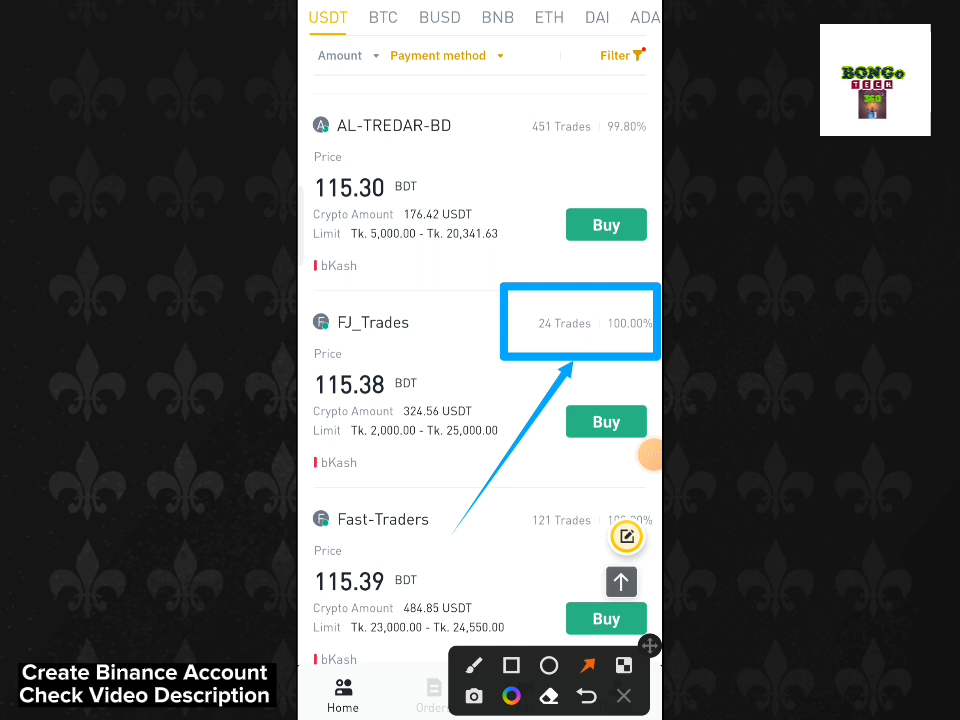 USDT BTC BUSD BNB ETH DAI ADA
Amount Payment method Filter
BONGO
TECH
360
A AL-TREDAR-BD 451 Trades 99.80%
Price
115.30 BDT
Crypto Amount 176.42 USDT
Limit Tk. 5,000.00 - Tk. 20,341.63
Buy
bKash
F FJ_Trades 24 Trades 100.00%
Price
115.38 BDT
Crypto Amount 324.56 USDT
Limit Tk. 2,000.00 - Tk. 25,000.00
Buy
bKash
F Fast-Traders 121 Trades
Price
115.39 BDT
Crypto Amount 484.85 USDT
Limit Tk. 23,000.00 - Tk. 24,550.00
Buy
bKash
Home Orders
Create Binance Account
Check Video Description